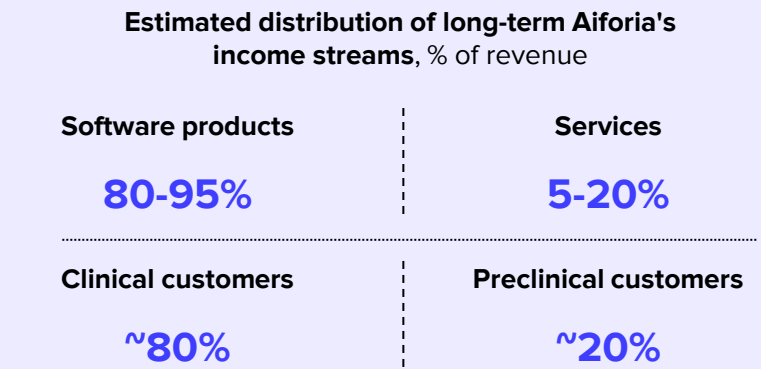 Estimated distribution of long-term Aiforia's
income streams, % of revenue
Software products
Services
80-95%
5-20%
Clinical customers
Preclinical customers
~80%
~20%